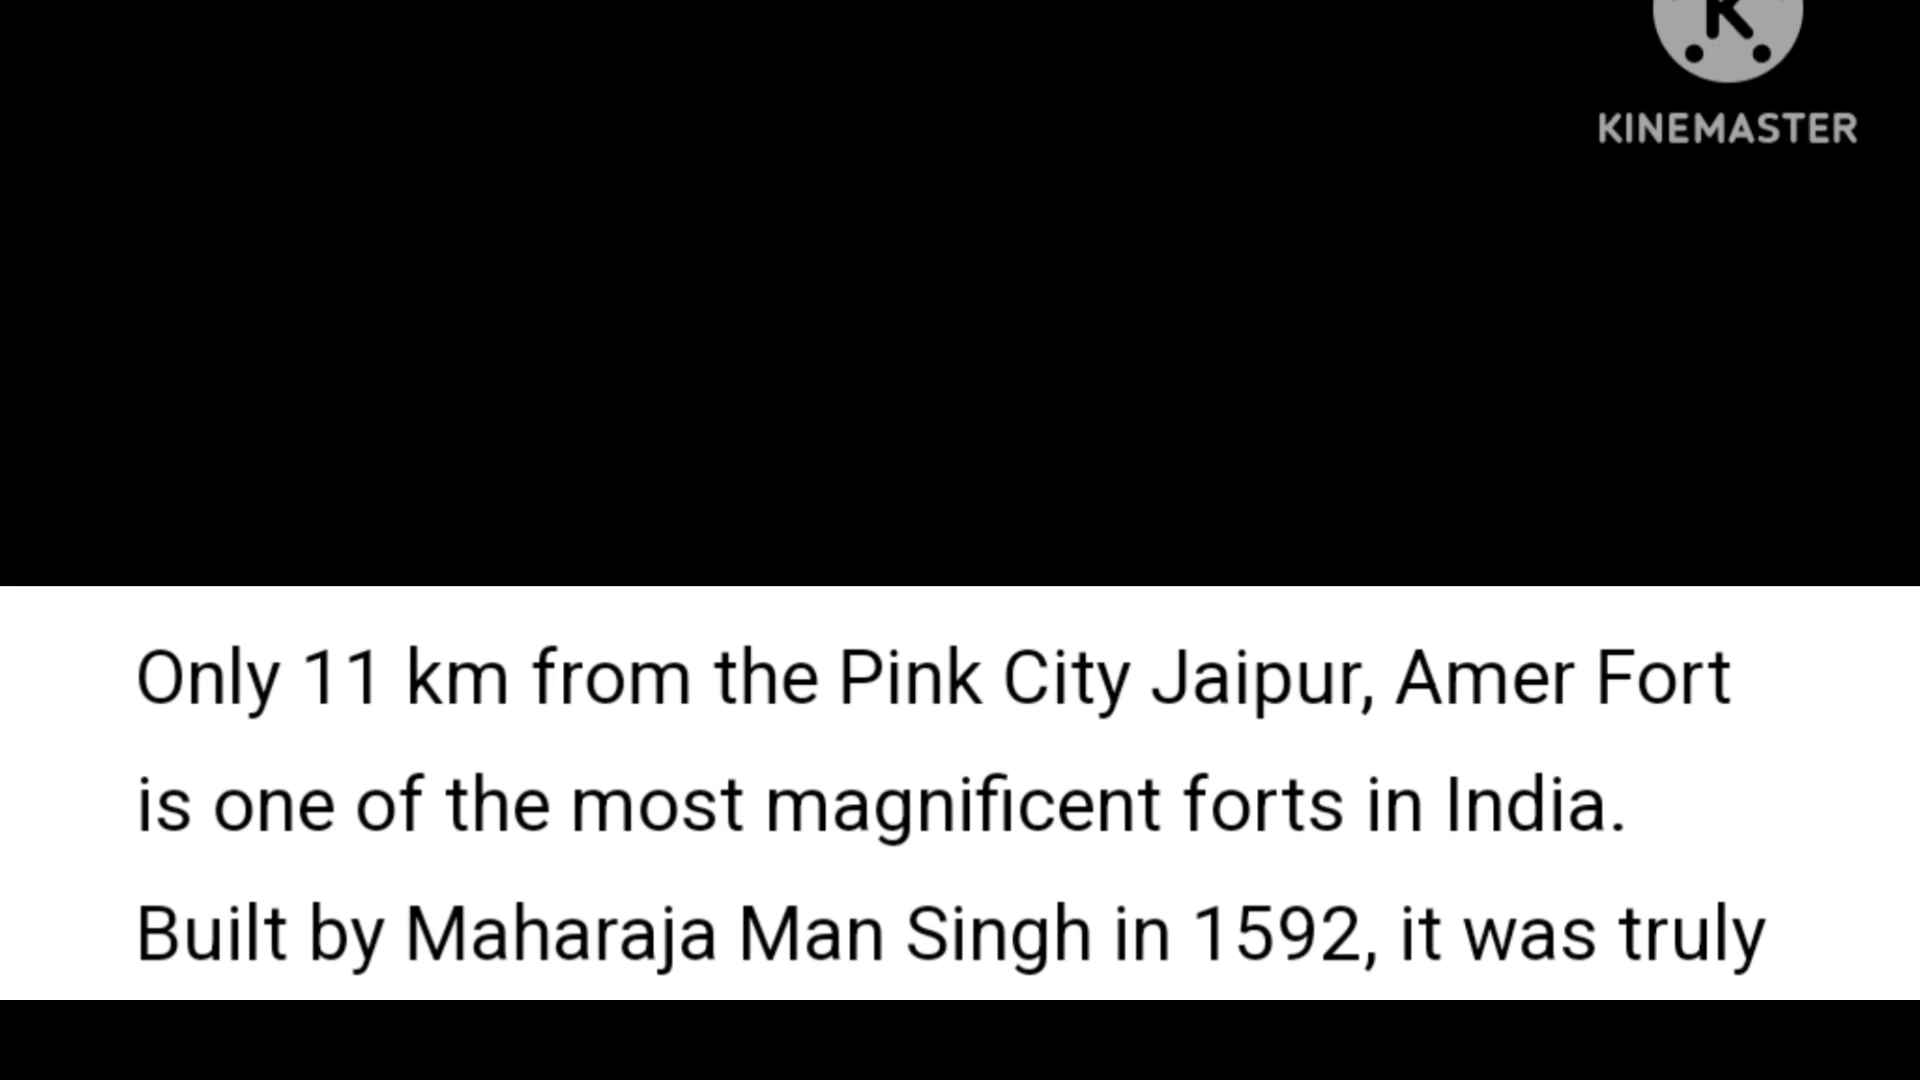 K
KINEMASTER
Only 11 km from the Pink City Jaipur, Amer Fort
is one of the most magnificent forts in India.
Built by Maharaja Man Singh in 1592, it was truly